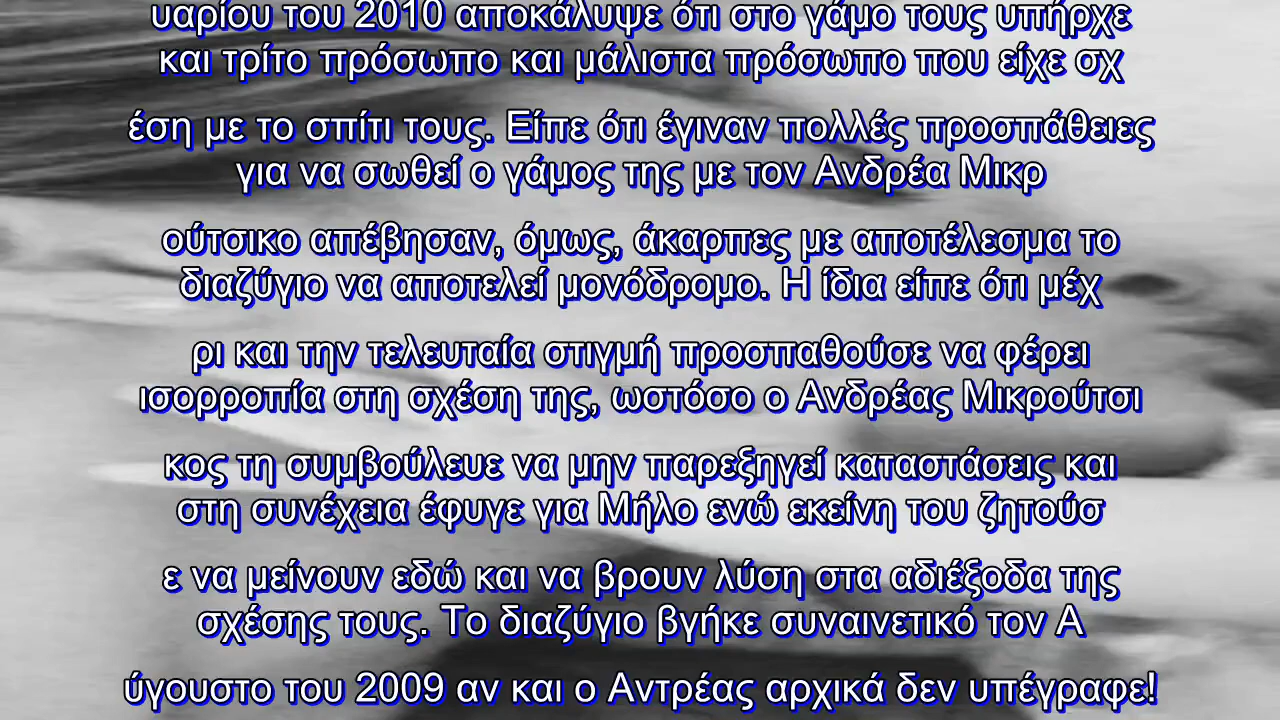 υαρίου του 2010 αποκάλυψε ότι στο γάμο τους υπήρχε
και τρίτο πρόσωπο και μάλιστα πρόσωπο που είχε σχ
έση με το σπίτι τους. Είπε ότι έγιναν πολλές προσπάθειες
για να σωθεί ο γάμος της με τον Ανδρέα Μικρ
ούτσικο απέβησαν, όμως, άκαρπες με αποτέλεσμα το
διαζύγιο να αποτελεί μονόδρομο. Η ίδια είπε ότι μέχ
ρι και την τελευταία στιγμή προσπαθούσε να φέρει
ισορροπία στη σχέση της, ωστόσο ο Ανδρέας Μικρούτσι
κος τη συμβούλευε να μην παρεξηγεί καταστάσεις και
στη συνέχεια έφυγε για Μήλο ενώ εκείνη του ζητούσ
ε να μείνουν εδώ και να βρουν λύση στα αδιέξοδα της
σχέσης τους. Το διαζύγιο βγήκε συναινετικό τον Α
ύγουστο του 2009 αν και ο Αντρέας αρχικά δεν υπέγραφε!